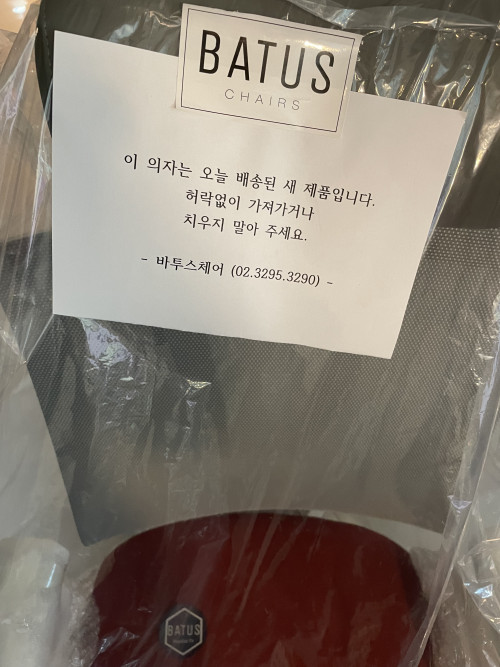 BATUS
CHAIRS
이 의자는 오늘 배송된 새 제품입니다.
허락없이 가져가거나
치우지 말아 주세요.
- 바투스체어 (02.3295.3290) -
BATUS